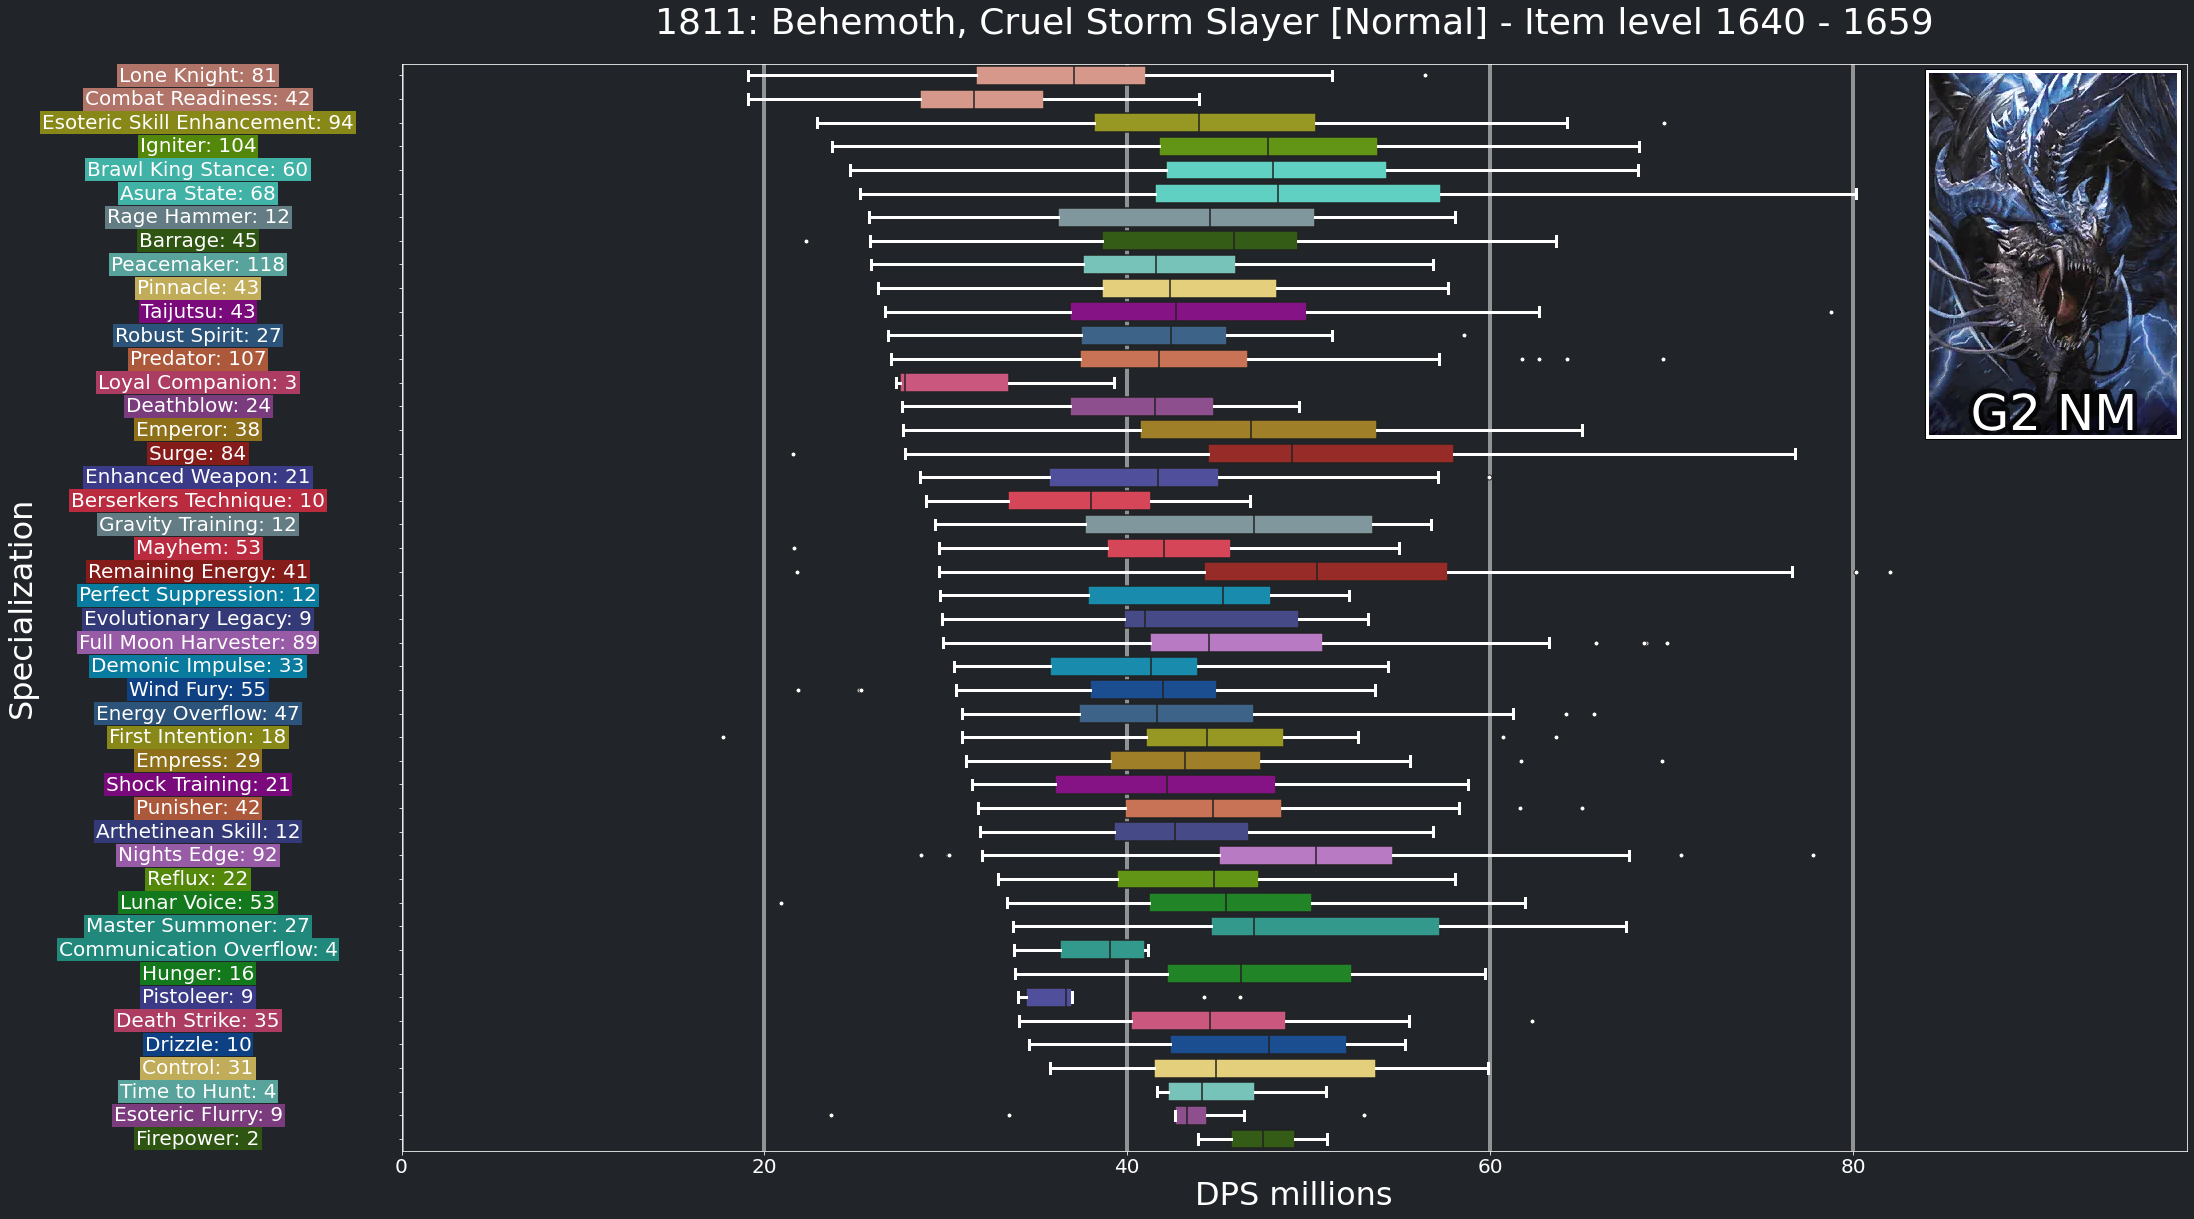 1811: Behemoth, Cruel Storm Slayer [Normal] - Item level 1640 - 1659
Specialization
Lone Knight: 81
Combat Readiness: 42
Esoteric Skill Enhancement: 94
Igniter: 104
Brawl King Stance: 60
Asura State: 68
Rage Hammer: 12
Barrage: 45
Peacemaker: 118
Pinnacle: 43
Taijutsu: 43
Robust Spirit: 27
Predator: 107
Loyal Companion: 3
Deathblow: 24
Emperor: 38
Surge: 84
Enhanced Weapon: 21
Berserkers Technique: 10
Gravity Training: 12
Mayhem: 53
Remaining Energy: 41
Perfect Suppression: 12
Evolutionary Legacy: 9
Full Moon Harvester: 89
Demonic Impulse: 33
Wind Fury: 55
Energy Overflow: 47
First Intention: 18
Empress: 29
Shock Training: 21
Punisher: 42
Arthetinean Skill: 12
Nights Edge: 92
Reflux: 22
Lunar Voice: 53
Master Summoner: 27
Communication Overflow: 4
Hunger: 16
Pistoleer: 9
Death Strike: 35
Drizzle: 10
Control: 31
Time to Hunt: 4
Esoteric Flurry: 9
Firepower: 2
G2 NM
0 20 40 60 80
DPS millions